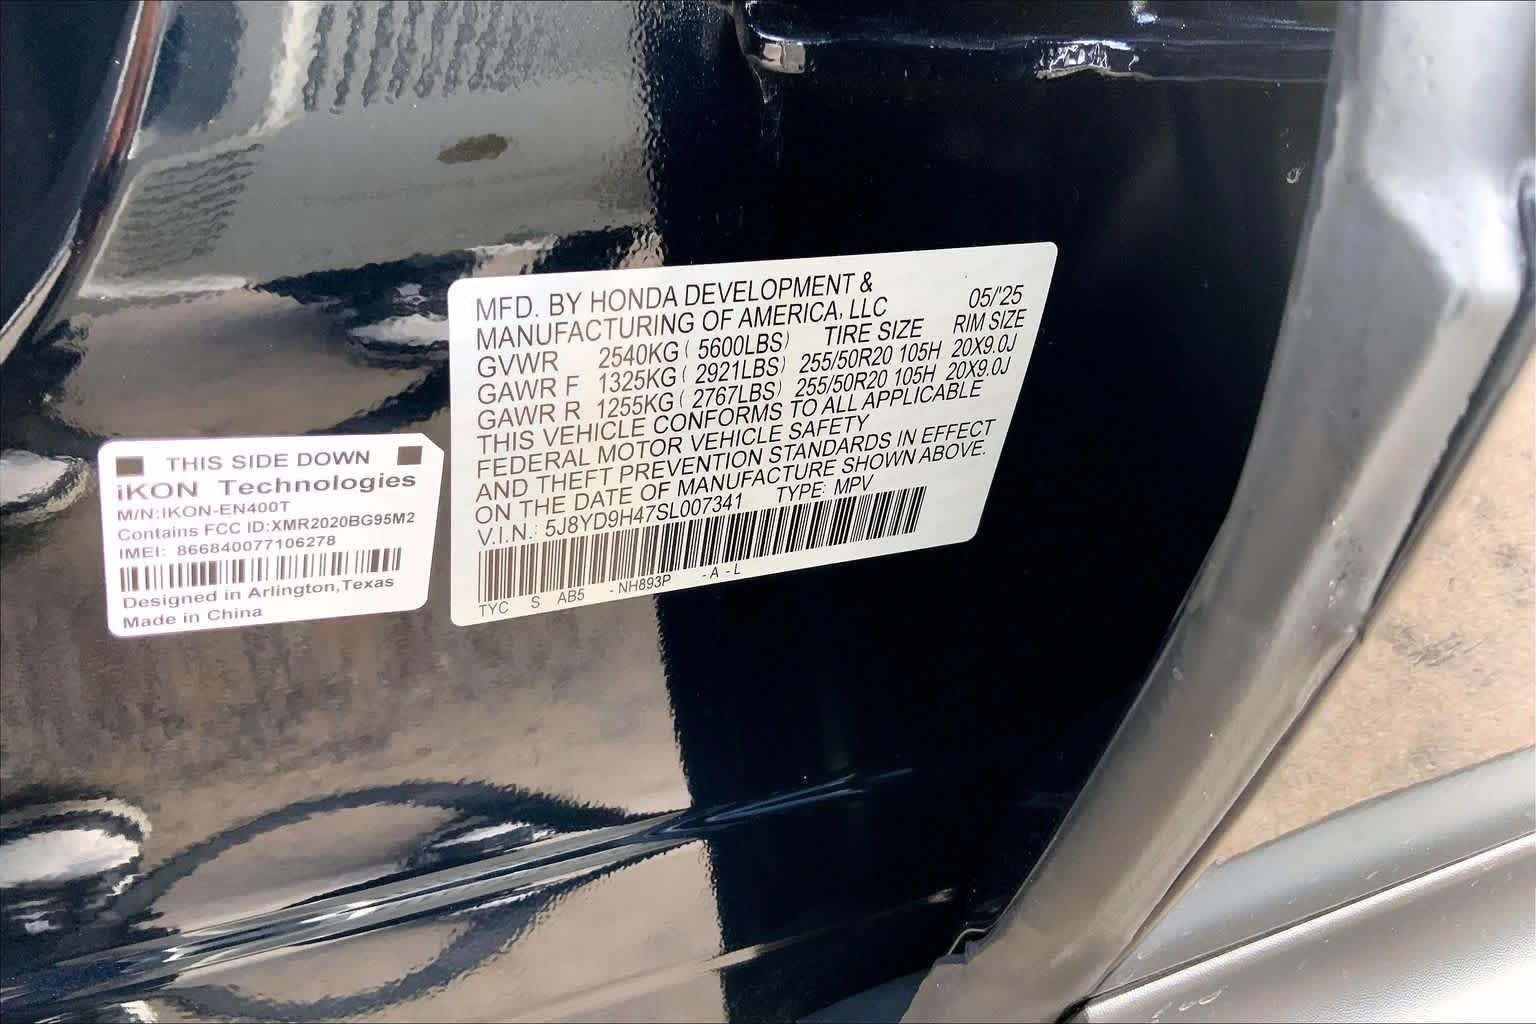 THIS SIDE DOWN
iKON Technologies
M/N:IKON-EN400T
Contains FCC ID:XMR2020BG95M2
IMEI: 866840077106278
Designed in Arlington,Texas
Made in China
MFD. BY HONDA DEVELOPMENT &
MANUFACTURING OF AMERICA, LLC 05/'25
GVWR 2540KG ( 5600LBS) TIRE SIZE RIM SIZE
GAWR F 1325KG ( 2921LBS) 255/50R20 105H 20X9.0J
GAWR R 1255KG ( 2767LBS) 255/50R20 105H 20X9.0J
THIS VEHICLE CONFORMS TO ALL APPLICABLE
FEDERAL MOTOR VEHICLE SAFETY
AND THEFT PREVENTION STANDARDS IN EFFECT
ON THE DATE OF MANUFACTURE SHOWN ABOVE.
V.I.N.: 5J8YD9H47SL007341 TYPE: MPV
TYC S AB5 - NH893P - A - L